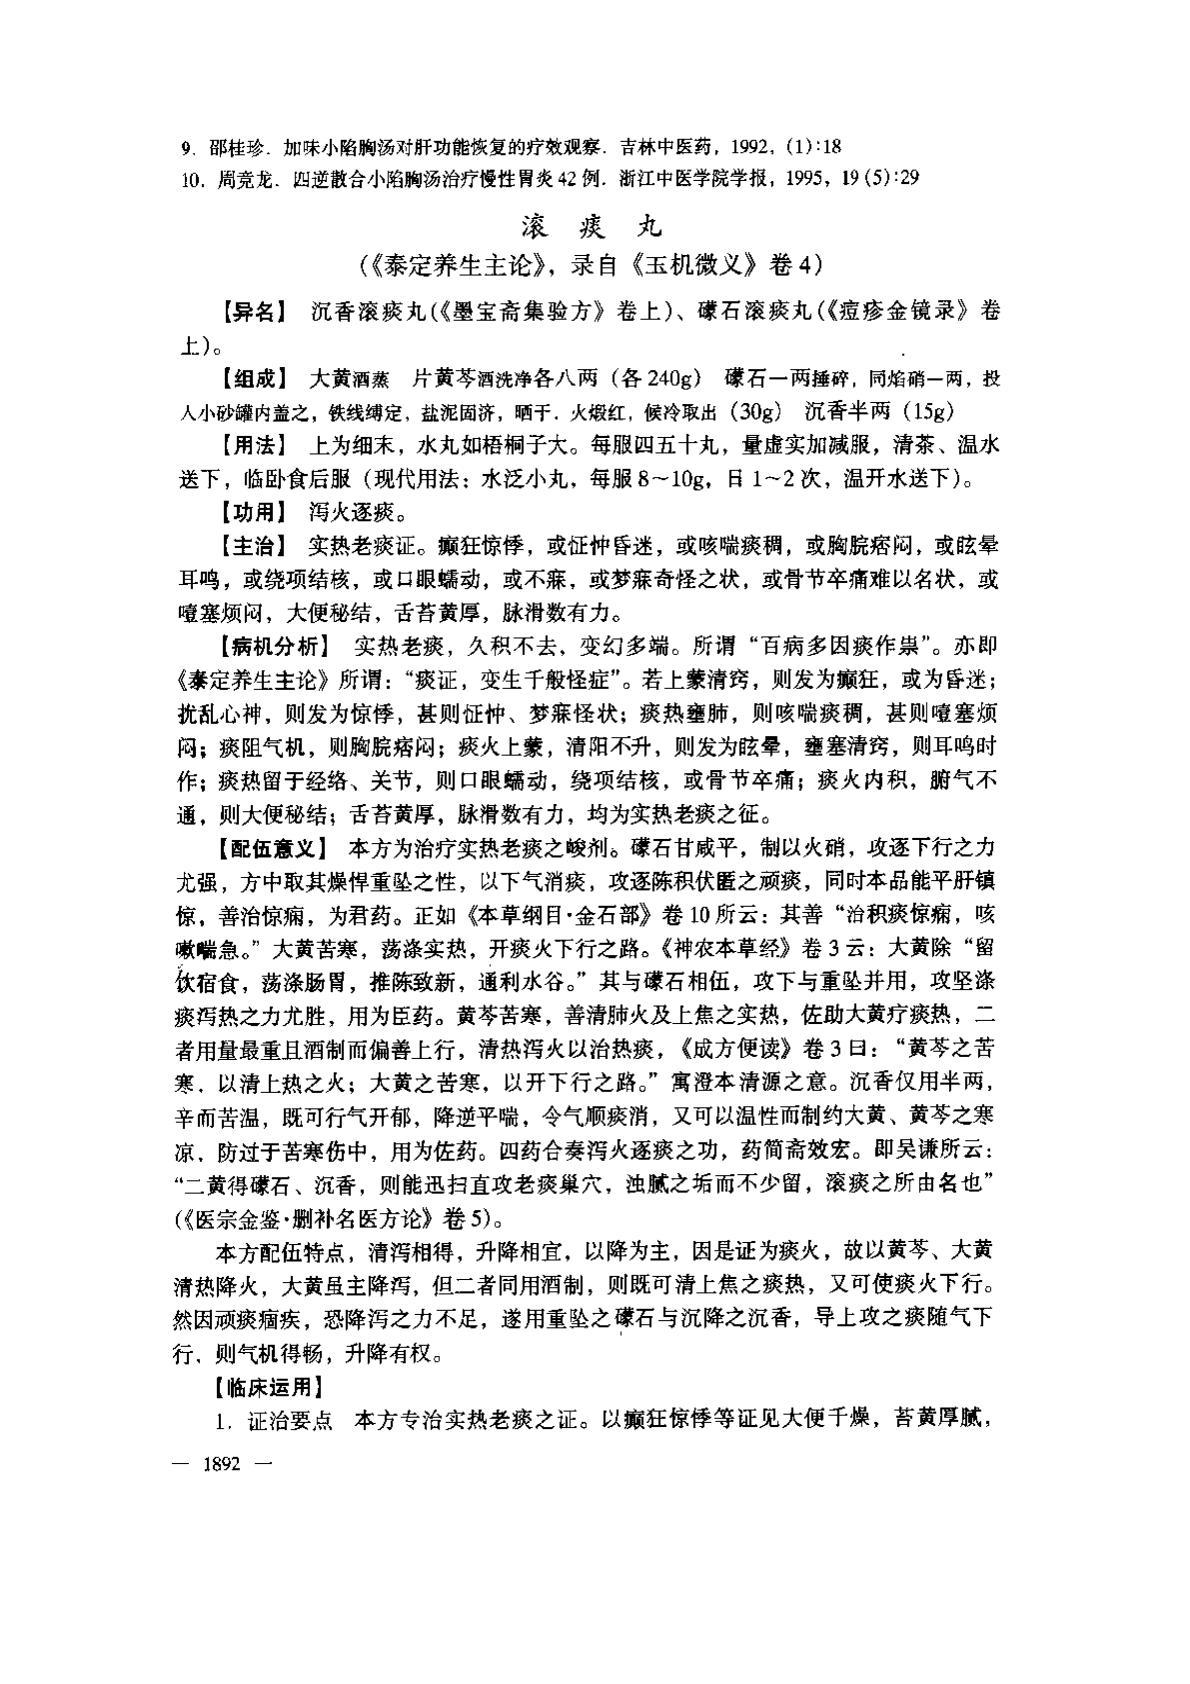 9. 邵桂珍. 加味小陷胸汤对肝功能恢复的疗效观察. 吉林中医药, 1992, (1):18
10. 周竞龙. 四逆散合小陷胸汤治疗慢性胃炎42例. 浙江中医学院学报, 1995, 19(5):29
滚 痰 丸
(《泰定养生主论》, 录自《玉机微义》卷4)
【异名】 沉香滚痰丸(《墨宝斋集验方》卷上)、礞石滚痰丸(《痘疹金镜录》卷
上)。
【组成】 大黄酒蒸 片黄芩酒洗净各八两（各240g） 礞石一两捶碎, 同焰硝一两, 投
入小砂罐内盖之, 铁线缚定, 盐泥固济, 晒干. 火煅红, 候冷取出（30g） 沉香半两（15g）
【用法】 上为细末，水丸如梧桐子大。每服四五十丸，量虚实加减服，清茶、温水
送下，临卧食后服（现代用法：水泛小丸，每服8～10g，日1～2次，温开水送下）。
【功用】 泻火逐痰。
【主治】 实热老痰证。癫狂惊悸，或怔忡昏迷，或咳喘痰稠，或胸脘痞闷，或眩晕
耳鸣，或绕项结核，或口眼蠕动，或不寐，或梦寐奇怪之状，或骨节卒痛难以名状，或
噎塞烦闷，大便秘结，舌苔黄厚，脉滑数有力。
【病机分析】 实热老痰，久积不去，变幻多端。所谓“百病多因痰作祟”。亦即
《泰定养生主论》所谓：“痰证，变生千般怪症”。若上蒙清窍，则发为癫狂，或为昏迷；
扰乱心神，则发为惊悸，甚则怔忡、梦寐怪状；痰热壅肺，则咳喘痰稠，甚则噎塞烦
闷；痰阻气机，则胸脘痞闷；痰火上蒙，清阳不升，则发为眩晕，壅塞清窍，则耳鸣时
作；痰热留于经络、关节，则口眼蠕动，绕项结核，或骨节卒痛；痰火内积，腑气不
通，则大便秘结；舌苔黄厚，脉滑数有力，均为实热老痰之征。
【配伍意义】 本方为治疗实热老痰之峻剂。礞石甘咸平，制以火硝，攻逐下行之力
尤强，方中取其燥悍重坠之性，以下气消痰，攻逐陈积伏匿之顽痰，同时本品能平肝镇
惊，善治惊痫，为君药。正如《本草纲目·金石部》卷10所云：其善“治积痰惊痫，咳
嗽喘急。”大黄苦寒，荡涤实热，开痰火下行之路。《神农本草经》卷3云：大黄除“留
饮宿食，荡涤肠胃，推陈致新，通利水谷。”其与礞石相伍，攻下与重坠并用，攻坚涤
痰泻热之力尤胜，用为臣药。黄芩苦寒，善清肺火及上焦之实热，佐助大黄疗痰热，二
者用量最重且酒制而偏善上行，清热泻火以治热痰，《成方便读》卷3曰：“黄芩之苦
寒，以清上热之火；大黄之苦寒，以开下行之路。”寓澄本清源之意。沉香仅用半两，
辛而苦温，既可行气开郁，降逆平喘，令气顺痰消，又可以温性而制约大黄、黄芩之寒
凉，防过于苦寒伤中，用为佐药。四药合奏泻火逐痰之功，药简斋效宏。即吴谦所云：
“二黄得礞石、沉香，则能迅扫直攻老痰巢穴，浊腻之垢而不少留，滚痰之所由名也”
(《医宗金鉴·删补名医方论》卷5)。
本方配伍特点，清泻相得，升降相宜，以降为主，因是证为痰火，故以黄芩、大黄
清热降火，大黄虽主降泻，但二者同用酒制，则既可清上焦之痰热，又可使痰火下行。
然因顽痰痼疾，恐降泻之力不足，遂用重坠之礞石与沉降之沉香，导上攻之痰随气下
行，则气机得畅，升降有权。
【临床运用】
1. 证治要点 本方专治实热老痰之证。以癫狂惊悸等证见大便干燥，苔黄厚腻，
— 1892 —